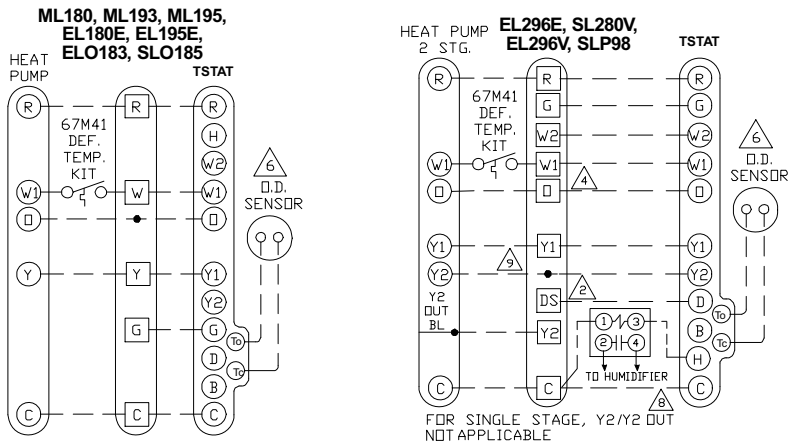 ML180, ML193, ML195,
EL180E, EL195E,
ELO183, SLO185
HEAT
PUMP
TSTAT
R
R
R
67M41
DEF.
TEMP.
KIT
H
W2
W1
W
W1
O
O
6
O.D.
SENSOR
Y
Y
Y1
Y2
G
G
To
D
Tc
B
C
C
C
HEAT PUMP
2 STG.
EL296E, SL280V,
EL296V, SLP98
TSTAT
R
R
R
67M41
DEF.
TEMP.
KIT
G
G
W2
W2
W1
W1
W1
O
O
4
O
6
O.D.
SENSOR
Y1
Y1
Y1
Y2
9
Y2
Y2
OUT
BL
DS
2
D
To
Y2
1
3
B
2
4
Tc
H
TO HUMIDIFIER
C
C
8
C
FOR SINGLE STAGE, Y2/Y2 OUT
NOT APPLICABLE